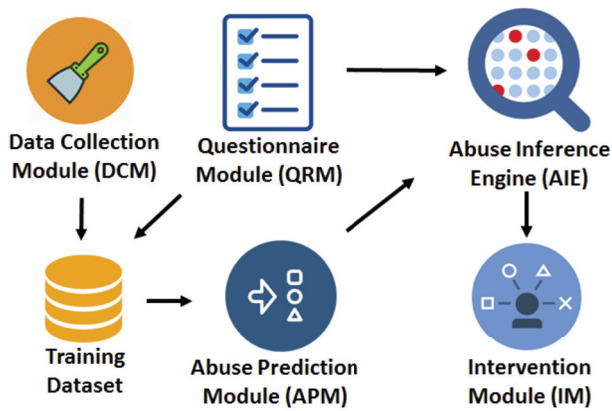 Data Collection
Module (DCM)
Questionnaire
Module (QRM)
Abuse Inference
Engine (AIE)
Training
Dataset
Abuse Prediction
Module (APM)
Intervention
Module (IM)